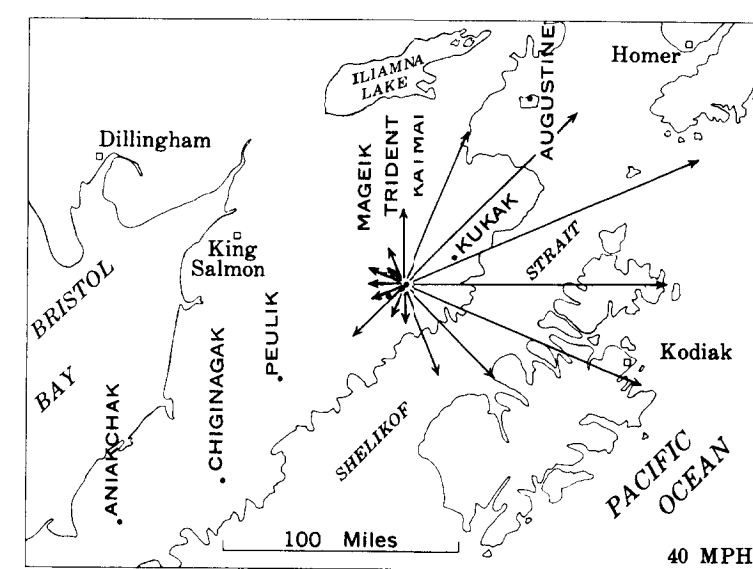 Homer
ILIAMNA
LAKE
AUGUSTINE
Dillingham
MAGEIK
TRIDENT
KATMAI
KUKAK
King
Salmon
STRAIT
BRISTOL
BAY
PEULIK
Kodiak
CHIGINAGAK
ANIAKCHAK
SHELIKOF
PACIFIC
OCEAN
100 Miles
40 MPH